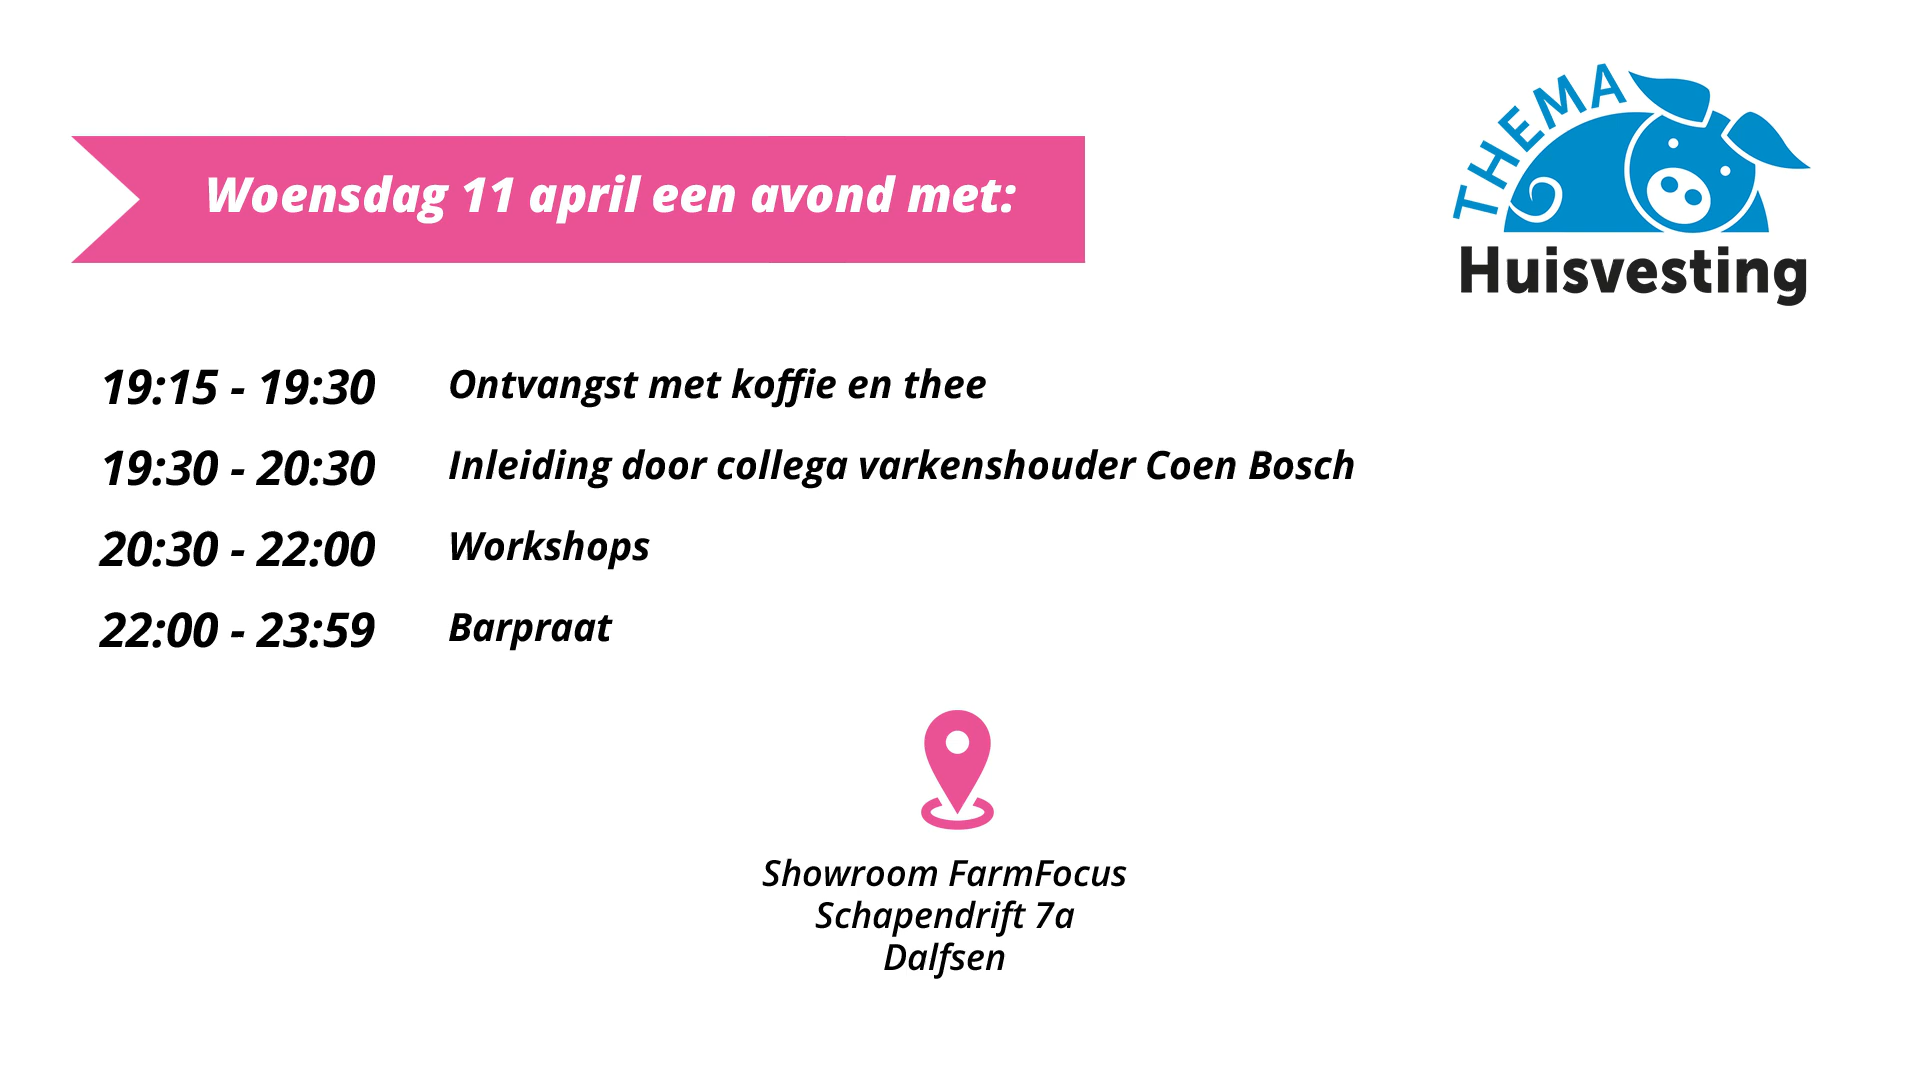 THEMA
Huisvesting
Woensdag 11 april een avond met:
19:15 - 19:30 Ontvangst met koffie en thee
19:30 - 20:30 Inleiding door collega varkenshouder Coen Bosch
20:30 - 22:00 Workshops
22:00 - 23:59 Barpraat
Showroom FarmFocus
Schapendrift 7a
Dalfsen